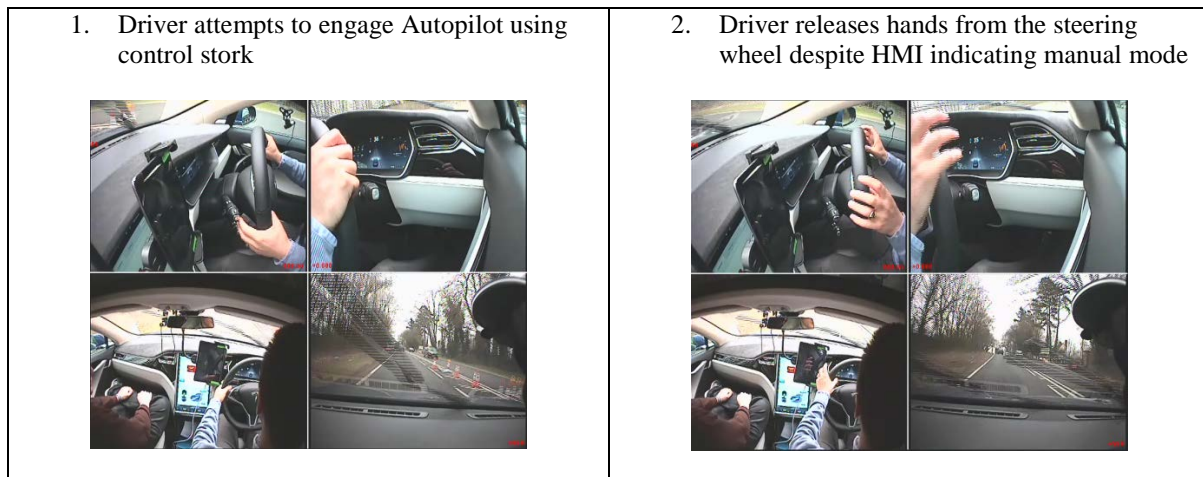 1. Driver attempts to engage Autopilot using
control stork
2. Driver releases hands from the steering
wheel despite HMI indicating manual mode